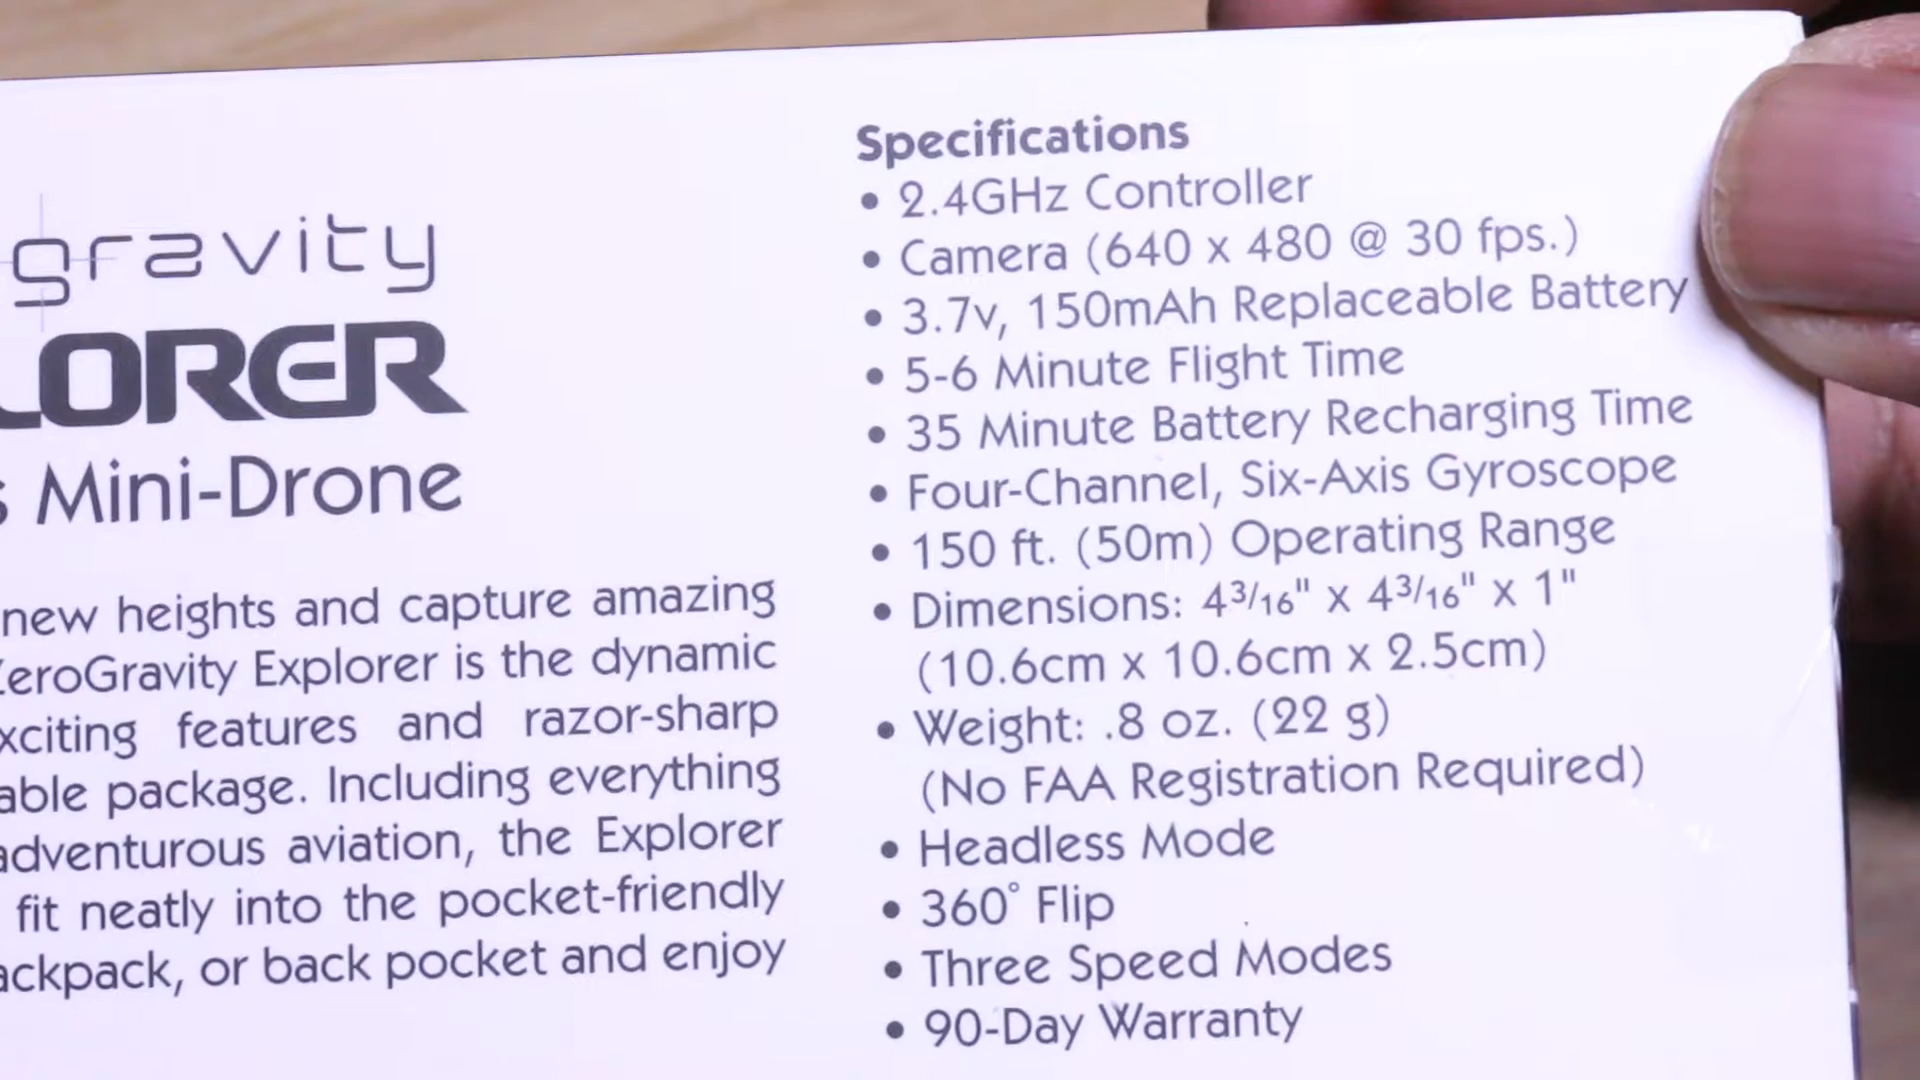 gravity
LORER
s Mini-Drone
new heights and capture amazing
ZeroGravity Explorer is the dynamic
xciting features and razor-sharp
able package. Including everything
adventurous aviation, the Explorer
fit neatly into the pocket-friendly
ackpack, or back pocket and enjoy
Specifications
• 2.4GHz Controller
• Camera (640 x 480 @ 30 fps.)
• 3.7v, 150mAh Replaceable Battery
• 5-6 Minute Flight Time
• 35 Minute Battery Recharging Time
• Four-Channel, Six-Axis Gyroscope
• 150 ft. (50m) Operating Range
• Dimensions: 4 3/16" x 4 3/16" x 1"
(10.6cm x 10.6cm x 2.5cm)
• Weight: .8 oz. (22 g)
(No FAA Registration Required)
• Headless Mode
• 360° Flip
• Three Speed Modes
• 90-Day Warranty